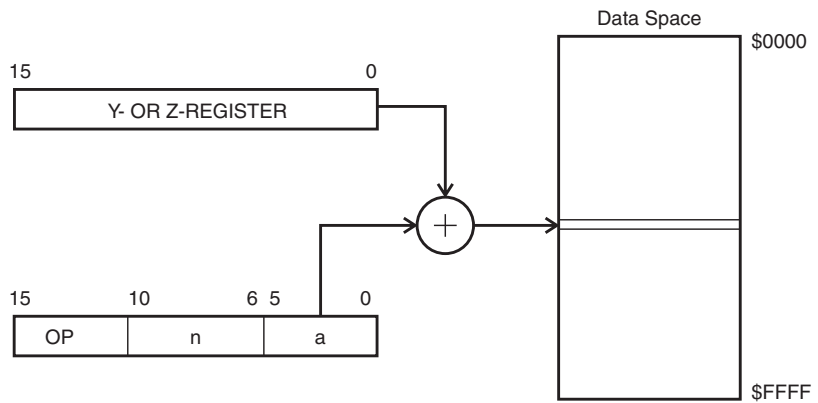 Data Space
$0000
15 0
Y- OR Z-REGISTER
+
15 10 6 5 0
OP n a
$FFFF